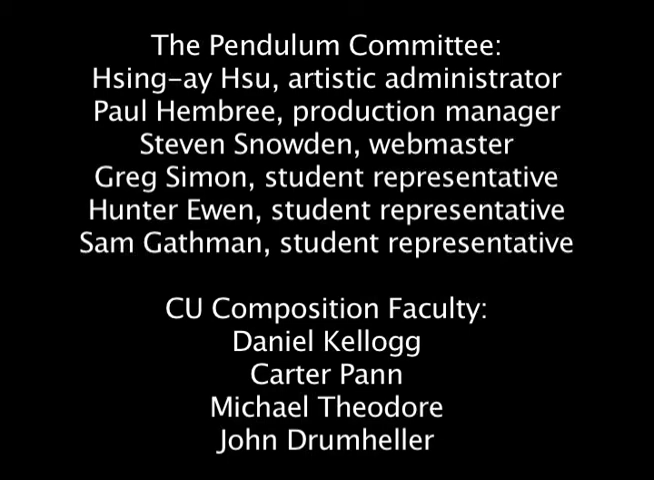 The Pendulum Committee:
Hsing-ay Hsu, artistic administrator
Paul Hembree, production manager
Steven Snowden, webmaster
Greg Simon, student representative
Hunter Ewen, student representative
Sam Gathman, student representative
CU Composition Faculty:
Daniel Kellogg
Carter Pann
Michael Theodore
John Drumheller